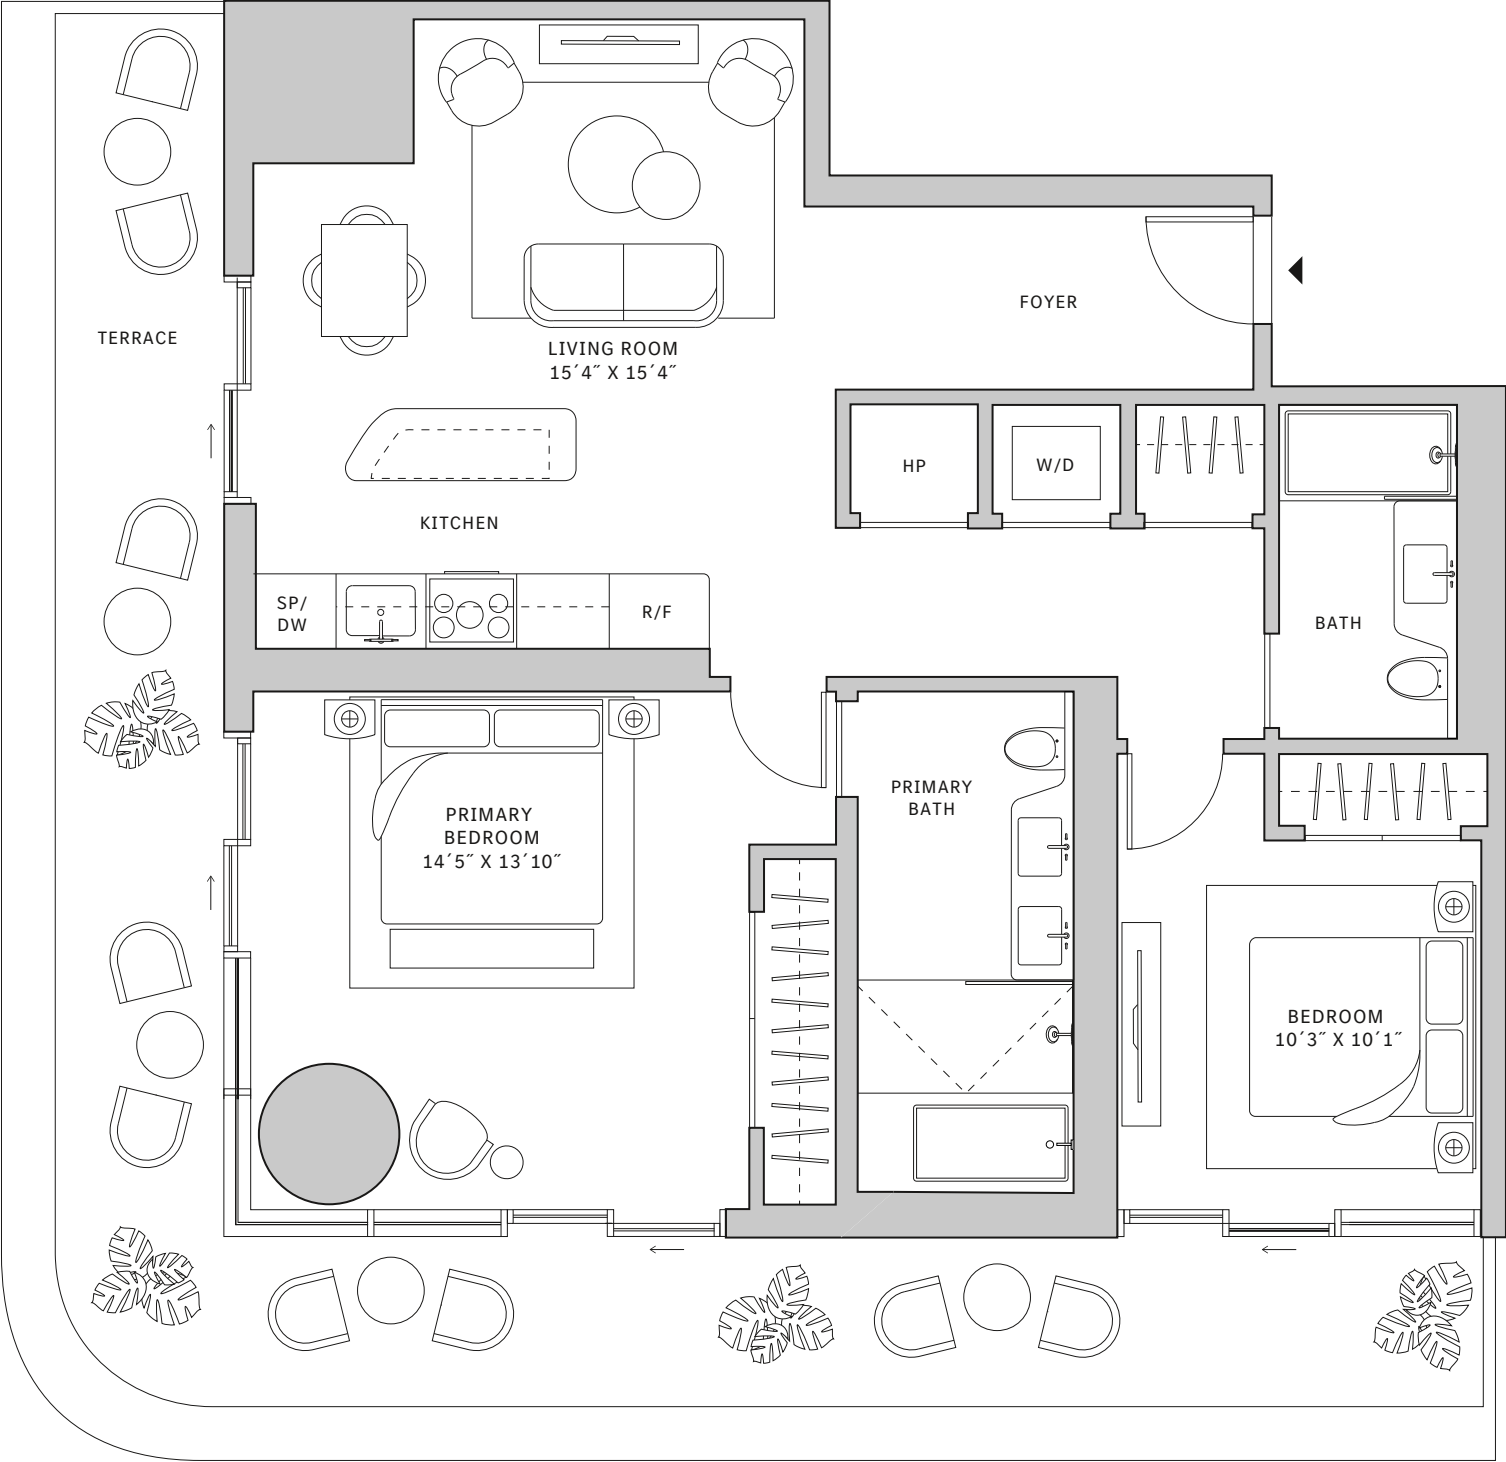 TERRACE
LIVING ROOM
15´4˝ X 15´4˝
FOYER
KITCHEN
HP
W/D
SP/
DW
R/F
BATH
PRIMARY
BEDROOM
14´5˝ X 13´10˝
PRIMARY
BATH
BEDROOM
10´3˝ X 10´1˝